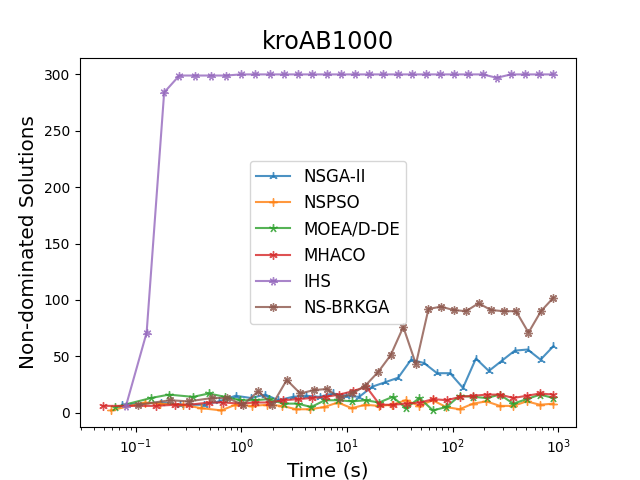 kroAB1000
Non-dominated Solutions
300
250
200
150
100
50
0
NSGA-II
NSPSO
MOEA/D-DE
MHACO
IHS
NS-BRKGA
10⁻¹ 10⁰ 10¹ 10² 10³
Time (s)